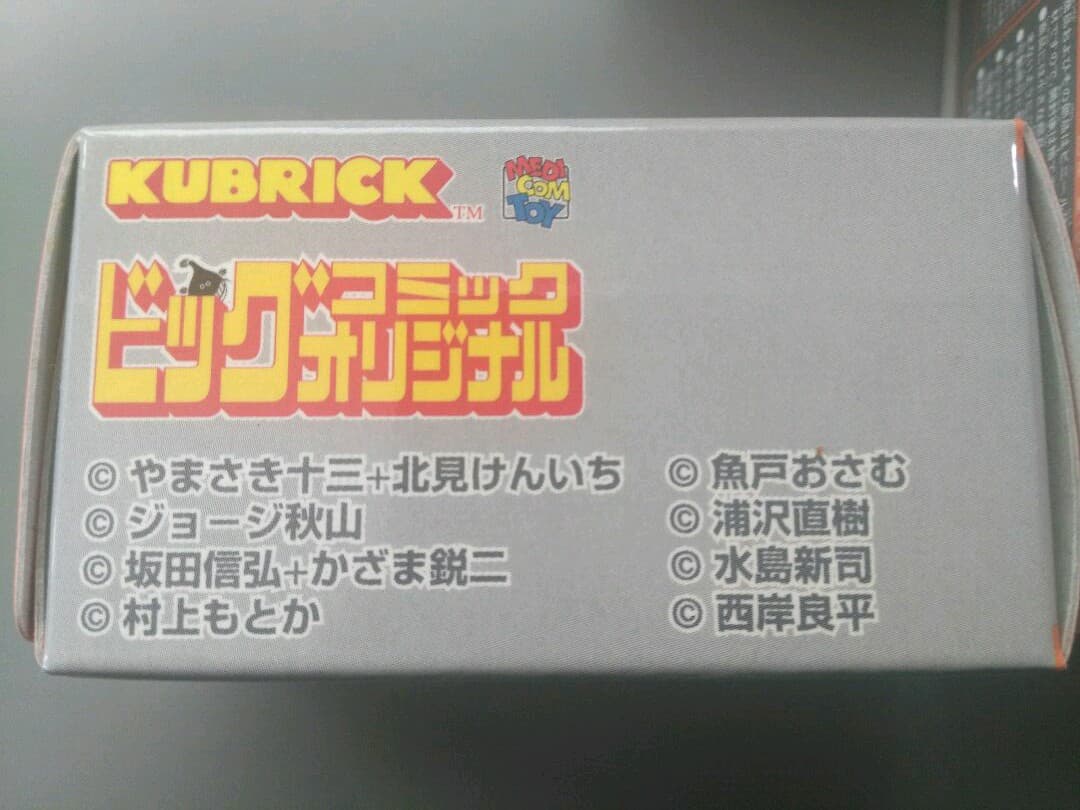 KUBRICK TM MEDICOM TOY
ビッグコミック
オリジナル
© やまさき十三+北見けんいち
© ジョージ秋山
© 坂田信弘+かざま鋭二
© 村上もとか
© 魚戸おさむ
© 浦沢直樹
© 水島新司
© 西岸良平